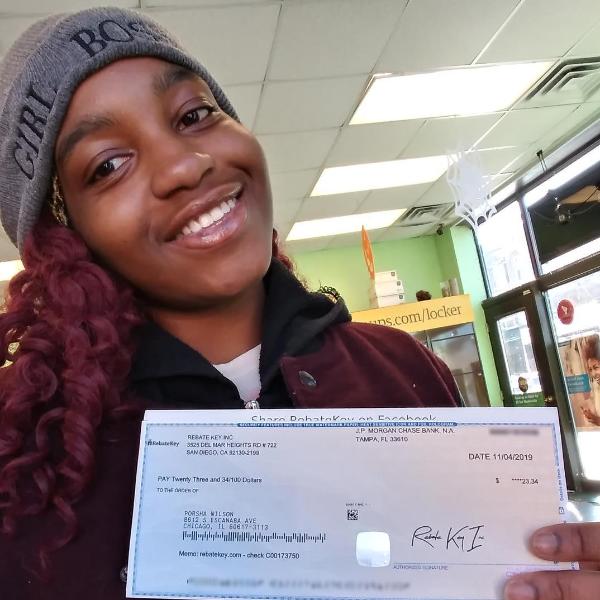 GIRL BOSS
ups.com/locker
Share RebateKey on Facebook
RebateKey
REBATE KEY INC
3525 DEL MAR HEIGHTS RD # 722
SAN DIEGO, CA 92130-2199
J.P. MORGAN CHASE BANK, N.A.
TAMPA, FL 33610
DATE 11/04/2019
PAY Twenty Three and 34/100 Dollars
$ ****23.34
TO THE ORDER OF
PORSHA WILSON
8612 S ESCANABA AVE
CHICAGO, IL 60617-3113
Rebate Key Inc
Memo: rebatekey.com - check C00173750
AUTHORIZED SIGNATURE